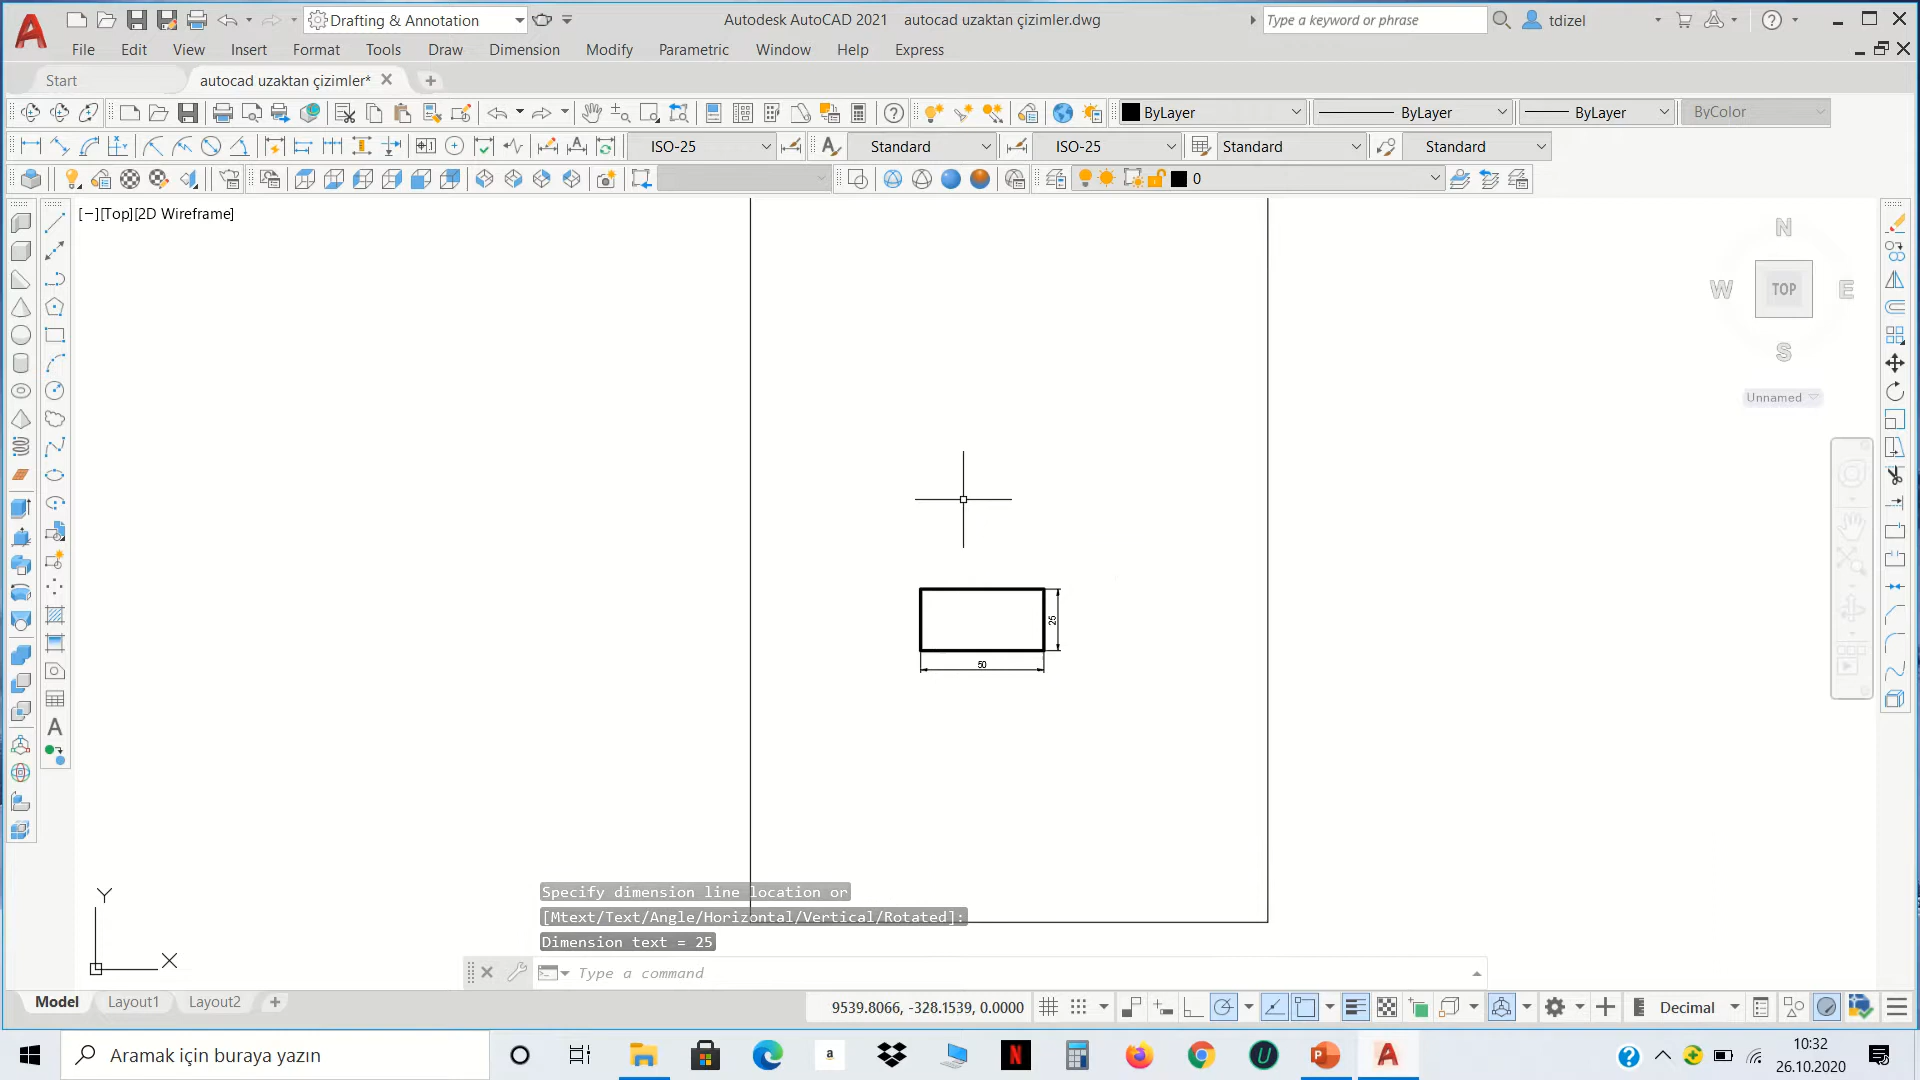 Drafting & Annotation
Autodesk AutoCAD 2021 autocad uzaktan çizimler.dwg
Type a keyword or phrase
tdizel
File Edit View Insert Format Tools Draw Dimension Modify Parametric Window Help Express
Start
autocad uzaktan çizimler*
ByLayer ByLayer ByLayer ByColor
ISO-25 Standard ISO-25 Standard Standard
0
[−][Top][2D Wireframe]
N
W TOP E
S
Unnamed
25
50
Specify dimension line location or
[Mtext/Text/Angle/Horizontal/Vertical/Rotated]:
Dimension text = 25
Y
X
Type a command
Model Layout1 Layout2
9539.8066, -328.1539, 0.0000
Decimal
Aramak için buraya yazın
10:32
26.10.2020